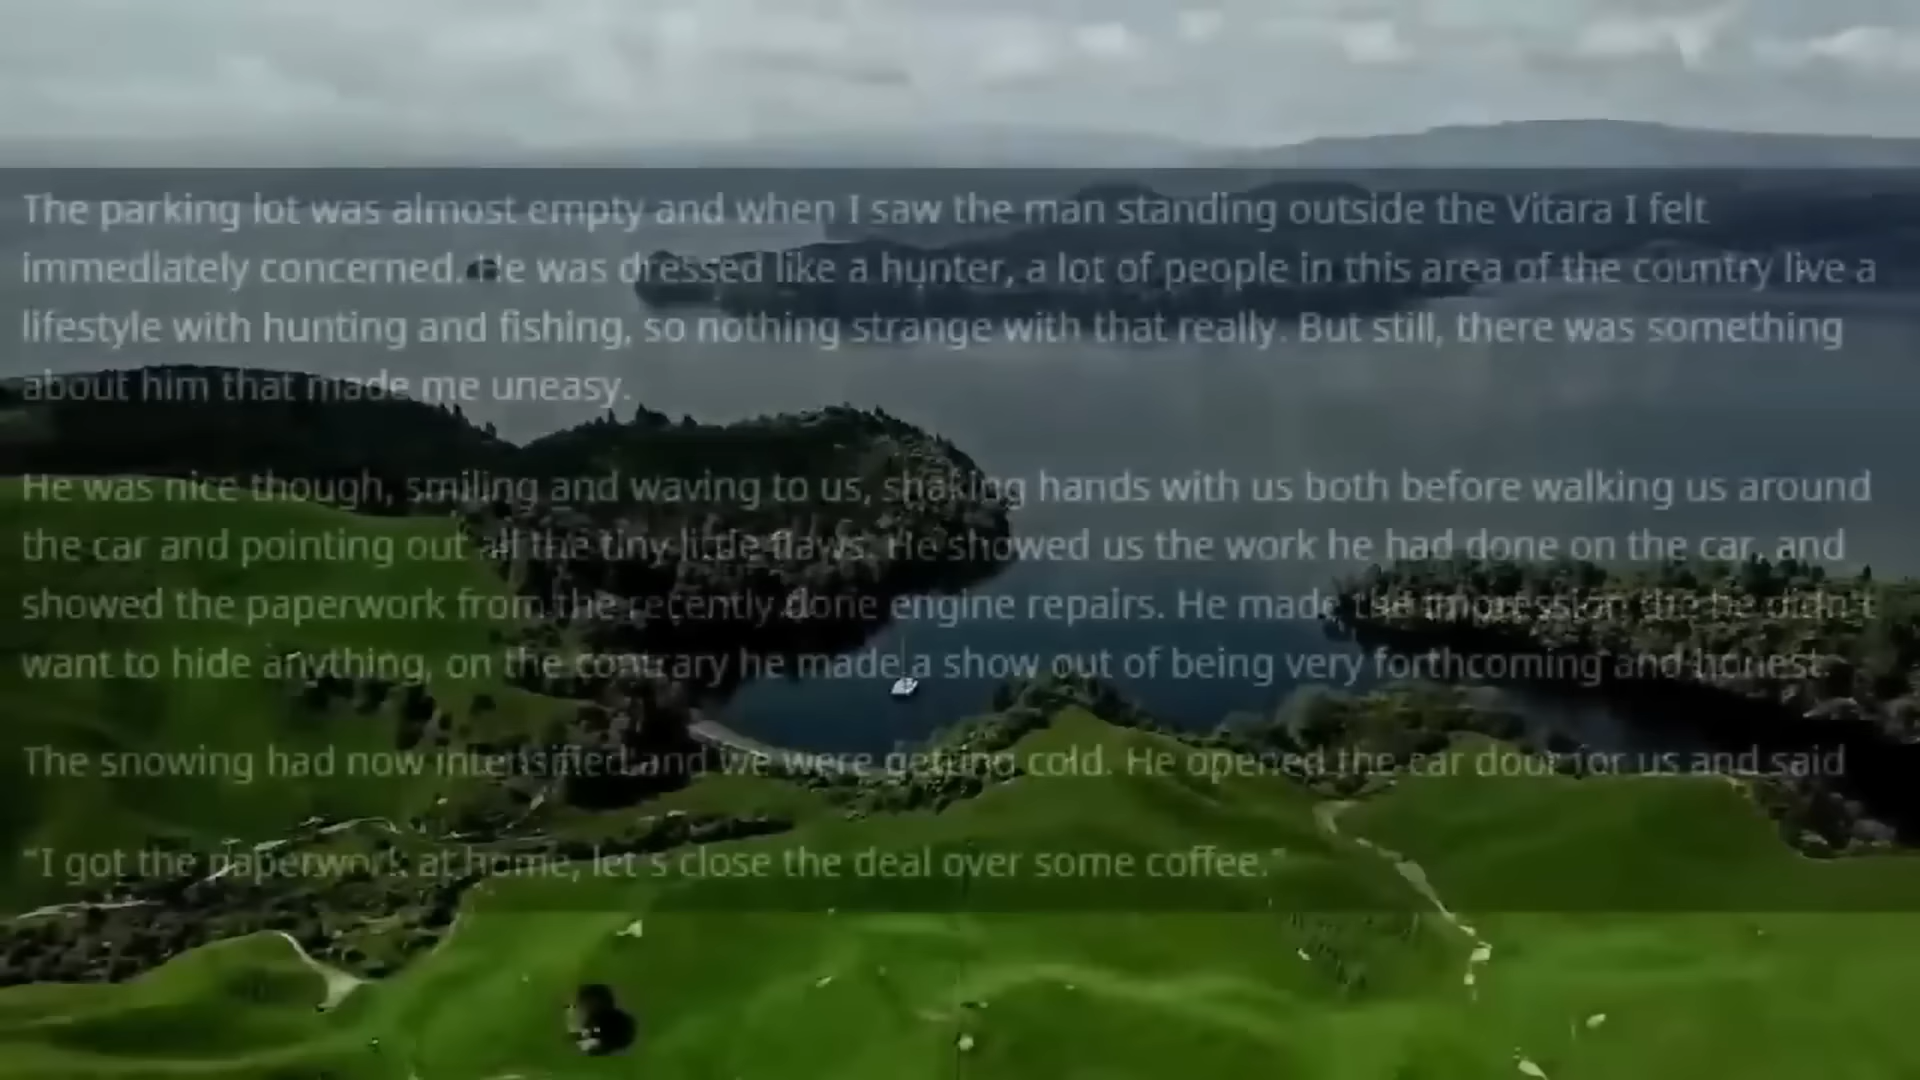 The parking lot was almost empty and when I saw the man standing outside the Vitara I felt
immediately concerned. He was dressed like a hunter, a lot of people in this area of the country live a
lifestyle with hunting and fishing, so nothing strange with that really. But still, there was something
about him that made me uneasy.
He was nice though, smiling and waving to us, shaking hands with us both before walking us around
the car and pointing out all the tiny little flaws. He showed us the work he had done on the car, and
showed the paperwork from the recently done engine repairs. He made the impression he didn't
want to hide anything, on the contrary he made a show out of being very forthcoming and honest.
The snowing had now intensified and we were getting cold. He opened the car door for us and said
"I got the paperwork at home, let's close the deal over some coffee."